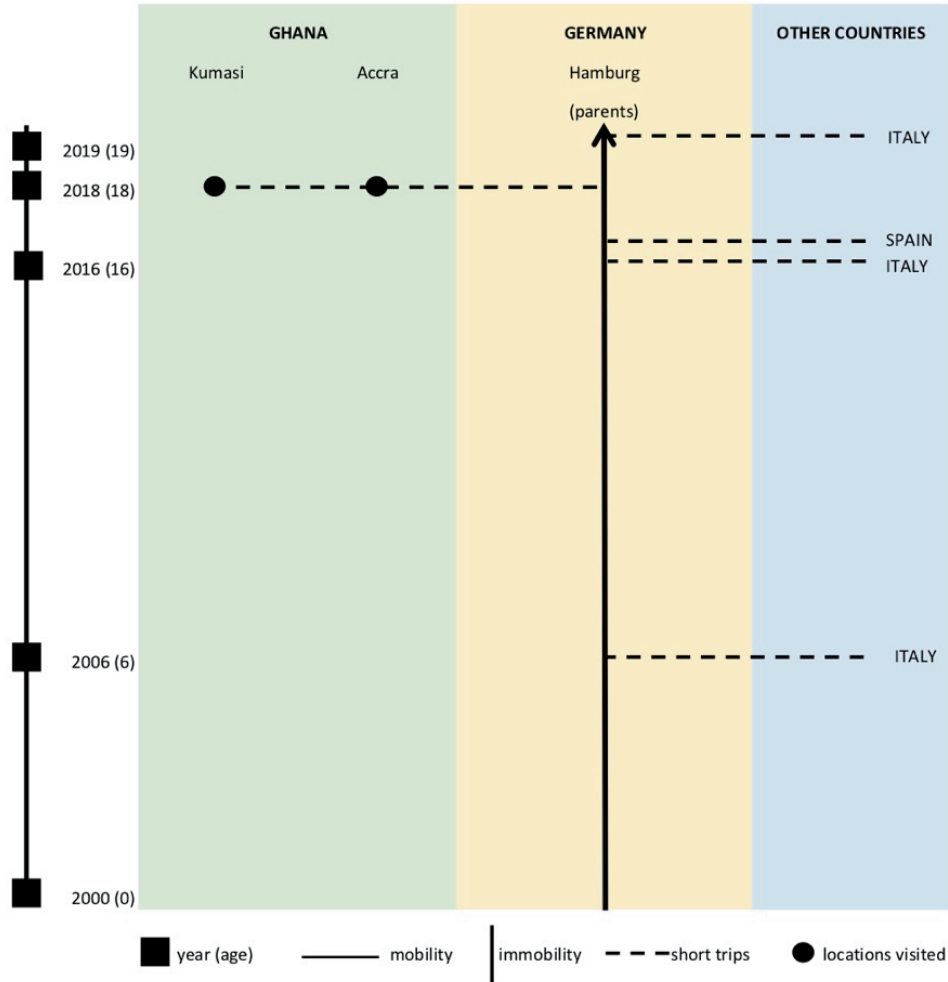 GHANA GERMANY OTHER COUNTRIES
Kumasi Accra Hamburg
(parents)
2019 (19) ITALY
2018 (18)
SPAIN
2016 (16) ITALY
2006 (6) ITALY
2000 (0)
year (age) mobility immobility short trips locations visited